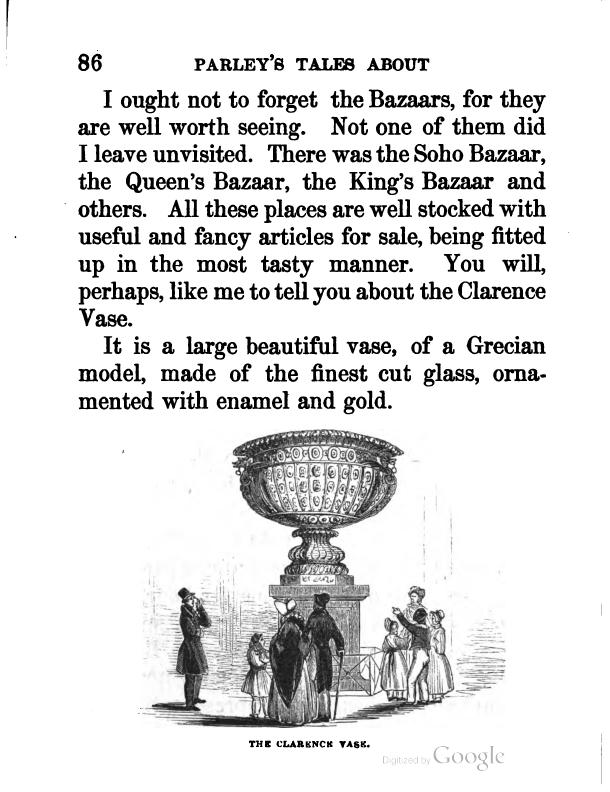 86 PARLEY'S TALES ABOUT
I ought not to forget the Bazaars, for they
are well worth seeing. Not one of them did
I leave unvisited. There was the Soho Bazaar,
the Queen's Bazaar, the King's Bazaar and
others. All these places are well stocked with
useful and fancy articles for sale, being fitted
up in the most tasty manner. You will,
perhaps, like me to tell you about the Clarence
Vase.
It is a large beautiful vase, of a Grecian
model, made of the finest cut glass, orna-
mented with enamel and gold.
THE CLARENCE VASE.
Digitized by Google